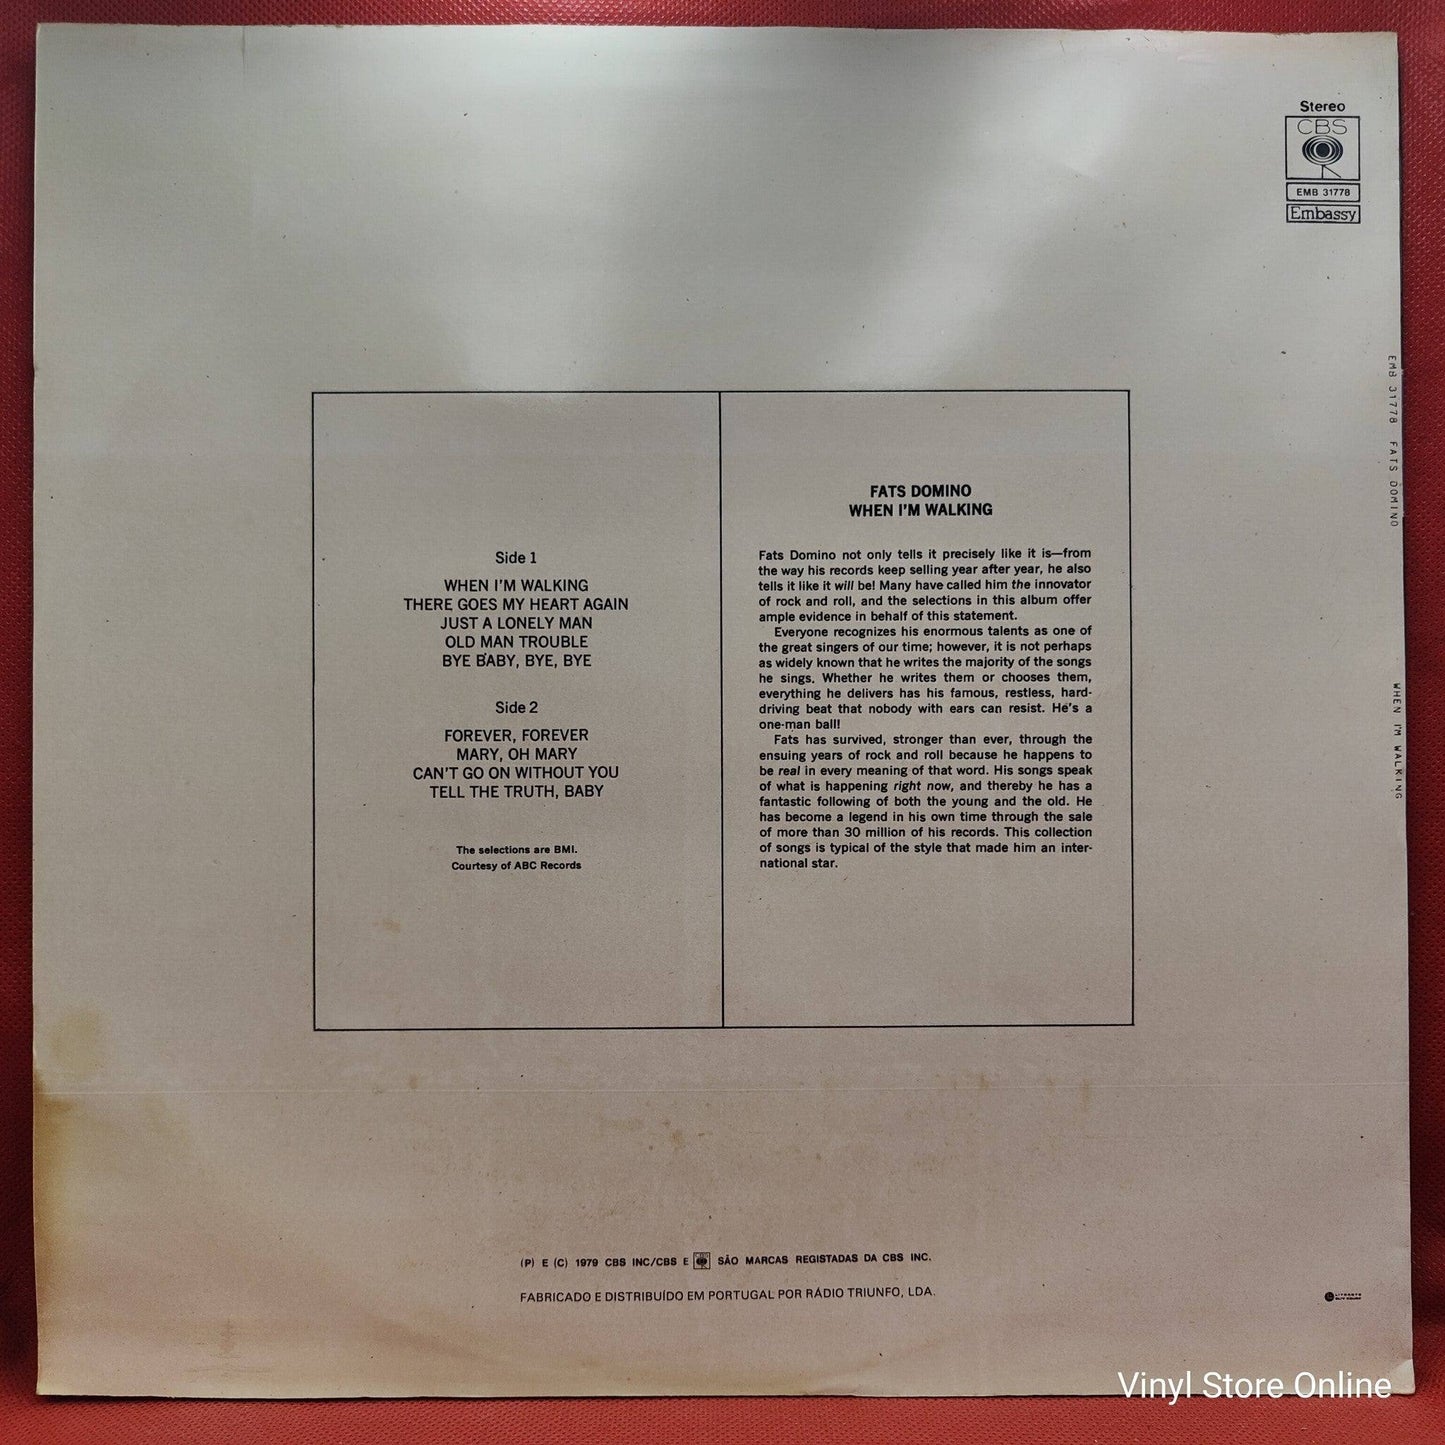 Stereo
CBS
EMB 31778
Embassy
EMB 31778 FATS DOMINO
WHEN I'M WALKING
Side 1
WHEN I'M WALKING
THERE GOES MY HEART AGAIN
JUST A LONELY MAN
OLD MAN TROUBLE
BYE BABY, BYE, BYE
Side 2
FOREVER, FOREVER
MARY, OH MARY
CAN'T GO ON WITHOUT YOU
TELL THE TRUTH, BABY
The selections are BMI.
Courtesy of ABC Records
FATS DOMINO
WHEN I'M WALKING
Fats Domino not only tells it precisely like it is—from
the way his records keep selling year after year, he also
tells it like it will be! Many have called him the innovator
of rock and roll, and the selections in this album offer
ample evidence in behalf of this statement.
Everyone recognizes his enormous talents as one of
the great singers of our time; however, it is not perhaps
as widely known that he writes the majority of the songs
he sings. Whether he writes them or chooses them,
everything he delivers has his famous, restless, hard-
driving beat that nobody with ears can resist. He's a
one-man ball!
Fats has survived, stronger than ever, through the
ensuing years of rock and roll because he happens to
be real in every meaning of that word. His songs speak
of what is happening right now, and thereby he has a
fantastic following of both the young and the old. He
has become a legend in his own time through the sale
of more than 30 million of his records. This collection
of songs is typical of the style that made him an inter-
national star.
(P) E (C) 1979 CBS INC/CBS E SÃO MARCAS REGISTADAS DA CBS INC.
FABRICADO E DISTRIBUÍDO EM PORTUGAL POR RÁDIO TRIUNFO, LDA.
Vinyl Store Online